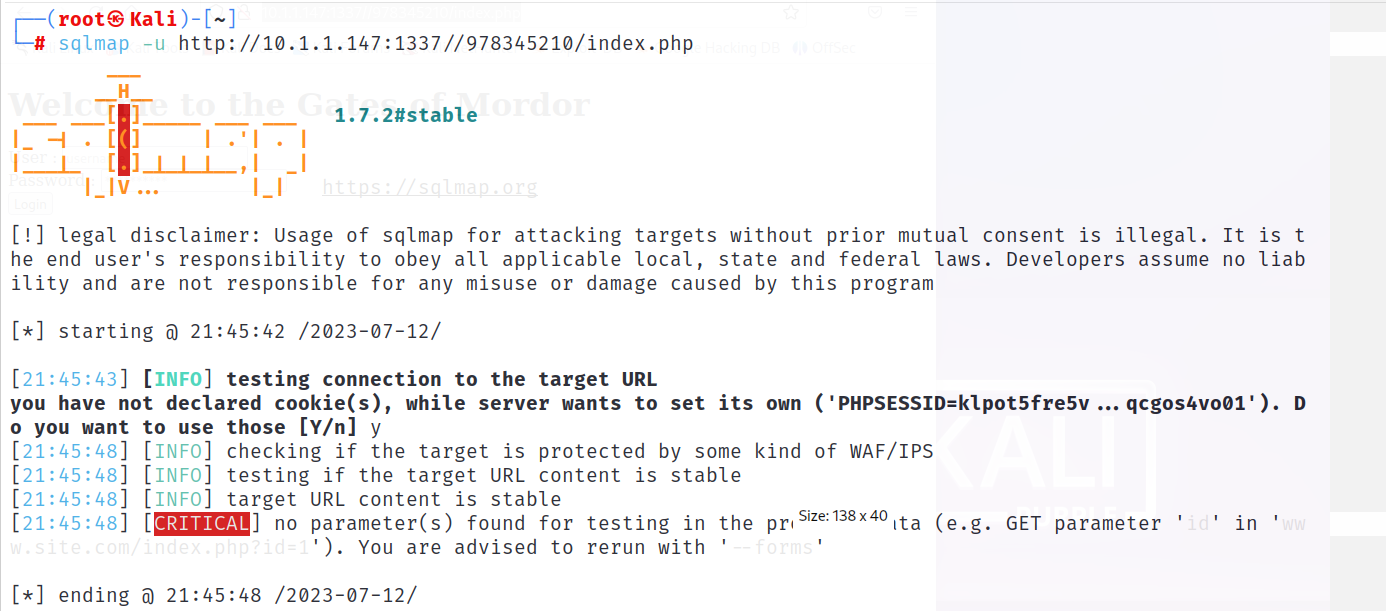 ┌──(root㉿Kali)-[~]
└─# sqlmap -u http://10.1.1.147:1337//978345210/index.php
Hacking DB OffSec
Welcome to the Gates of Mordor
1.7.2#stable
User
Password
https://sqlmap.org
Login
[!] legal disclaimer: Usage of sqlmap for attacking targets without prior mutual consent is illegal. It is t
he end user's responsibility to obey all applicable local, state and federal laws. Developers assume no liab
ility and are not responsible for any misuse or damage caused by this program
[*] starting @ 21:45:42 /2023-07-12/
[21:45:43] [INFO] testing connection to the target URL
you have not declared cookie(s), while server wants to set its own ('PHPSESSID=klpot5fre5v...qcgos4vo01'). D
o you want to use those [Y/n] y
[21:45:48] [INFO] checking if the target is protected by some kind of WAF/IPS
[21:45:48] [INFO] testing if the target URL content is stable
[21:45:48] [INFO] target URL content is stable
[21:45:48] [CRITICAL] no parameter(s) found for testing in the pr Size: 138 x 40 ta (e.g. GET parameter 'id' in 'ww
w.site.com/index.php?id=1'). You are advised to rerun with '--forms'
[*] ending @ 21:45:48 /2023-07-12/
KALI
PURPLE